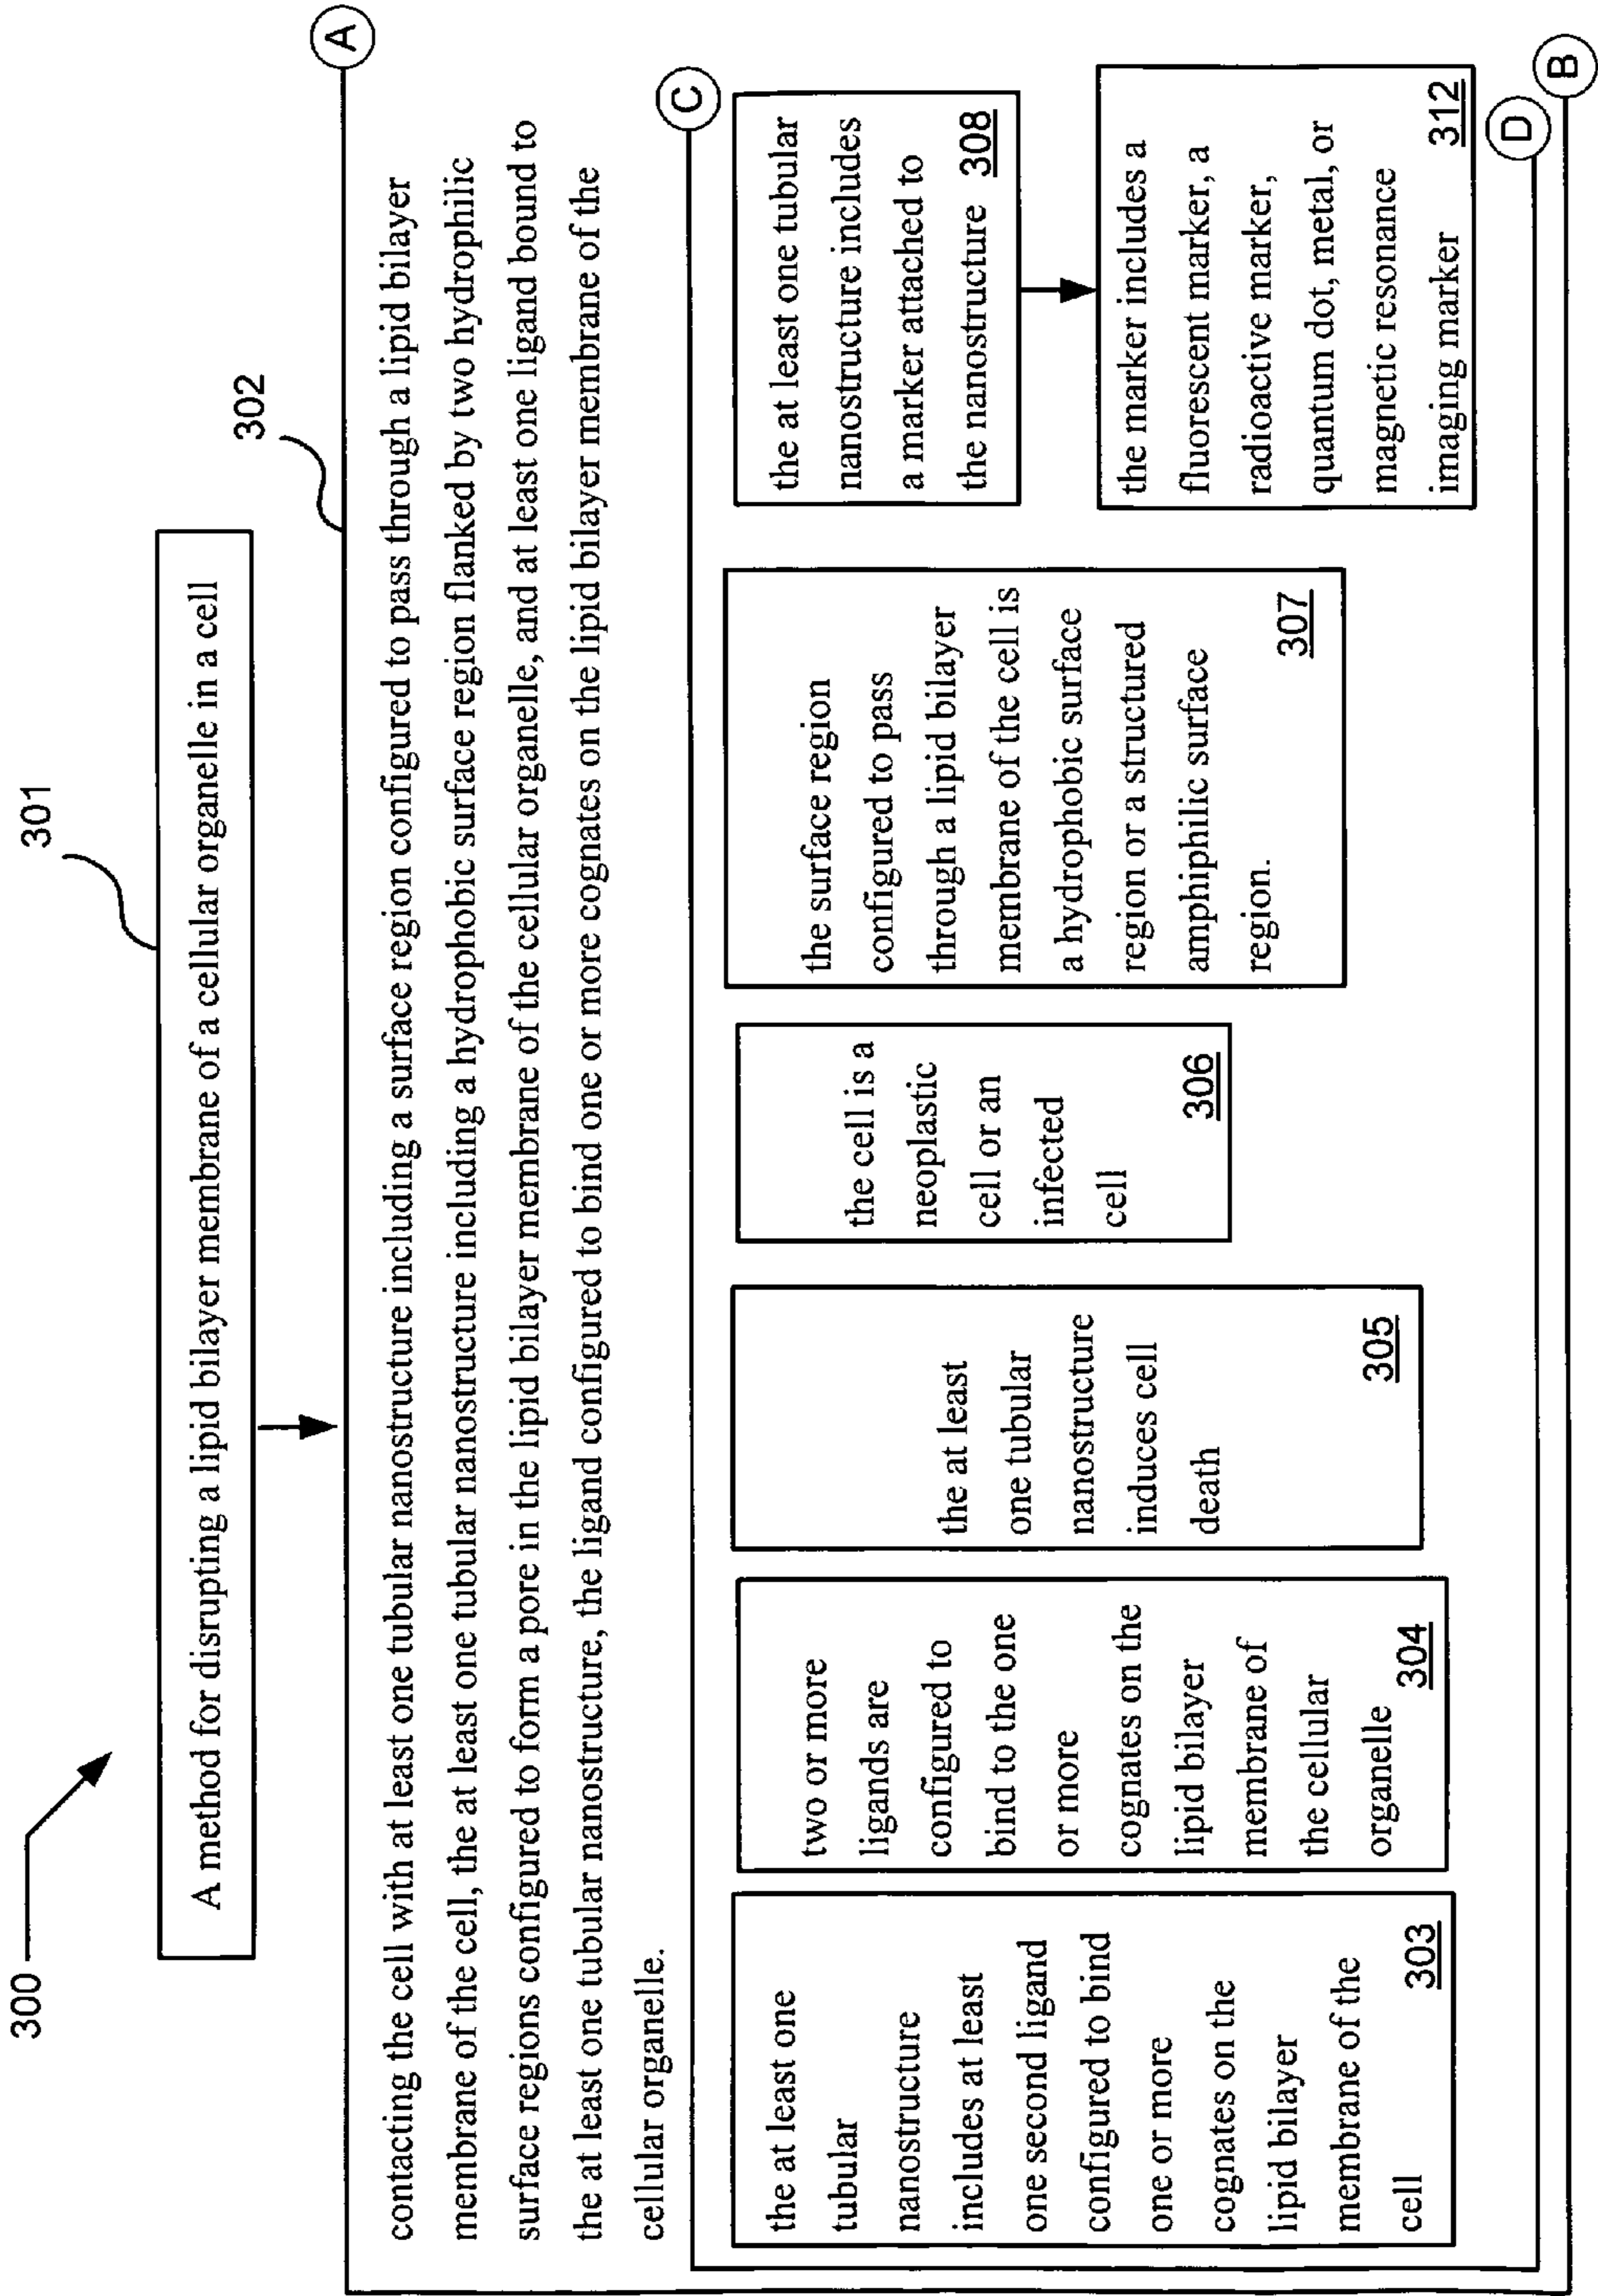 300
301
A method for disrupting a lipid bilayer membrane of a cellular organelle in a cell
302
A
contacting the cell with at least one tubular nanostructure including a surface region configured to pass through a lipid bilayer
membrane of the cell, the at least one tubular nanostructure including a hydrophobic surface region flanked by two hydrophilic
surface regions configured to form a pore in the lipid bilayer membrane of the cellular organelle, and at least one ligand bound to
the at least one tubular nanostructure, the ligand configured to bind one or more cognates on the lipid bilayer membrane of the
cellular organelle.
C
the at least one
tubular
nanostructure
includes at least
one second ligand
configured to bind
one or more
cognates on the
lipid bilayer
membrane of the
cell
303
two or more
ligands are
configured to
bind to the one
or more
cognates on the
lipid bilayer
membrane of
the cellular
organelle
304
the at least
one tubular
nanostructure
induces cell
death
305
the cell is a
neoplastic
cell or an
infected
cell
306
the surface region
configured to pass
through a lipid bilayer
membrane of the cell is
a hydrophobic surface
region or a structured
amphiphilic surface
region.
307
the at least one tubular
nanostructure includes
a marker attached to
the nanostructure 308
the marker includes a
fluorescent marker, a
radioactive marker,
quantum dot, metal, or
magnetic resonance
imaging marker 312
D
B